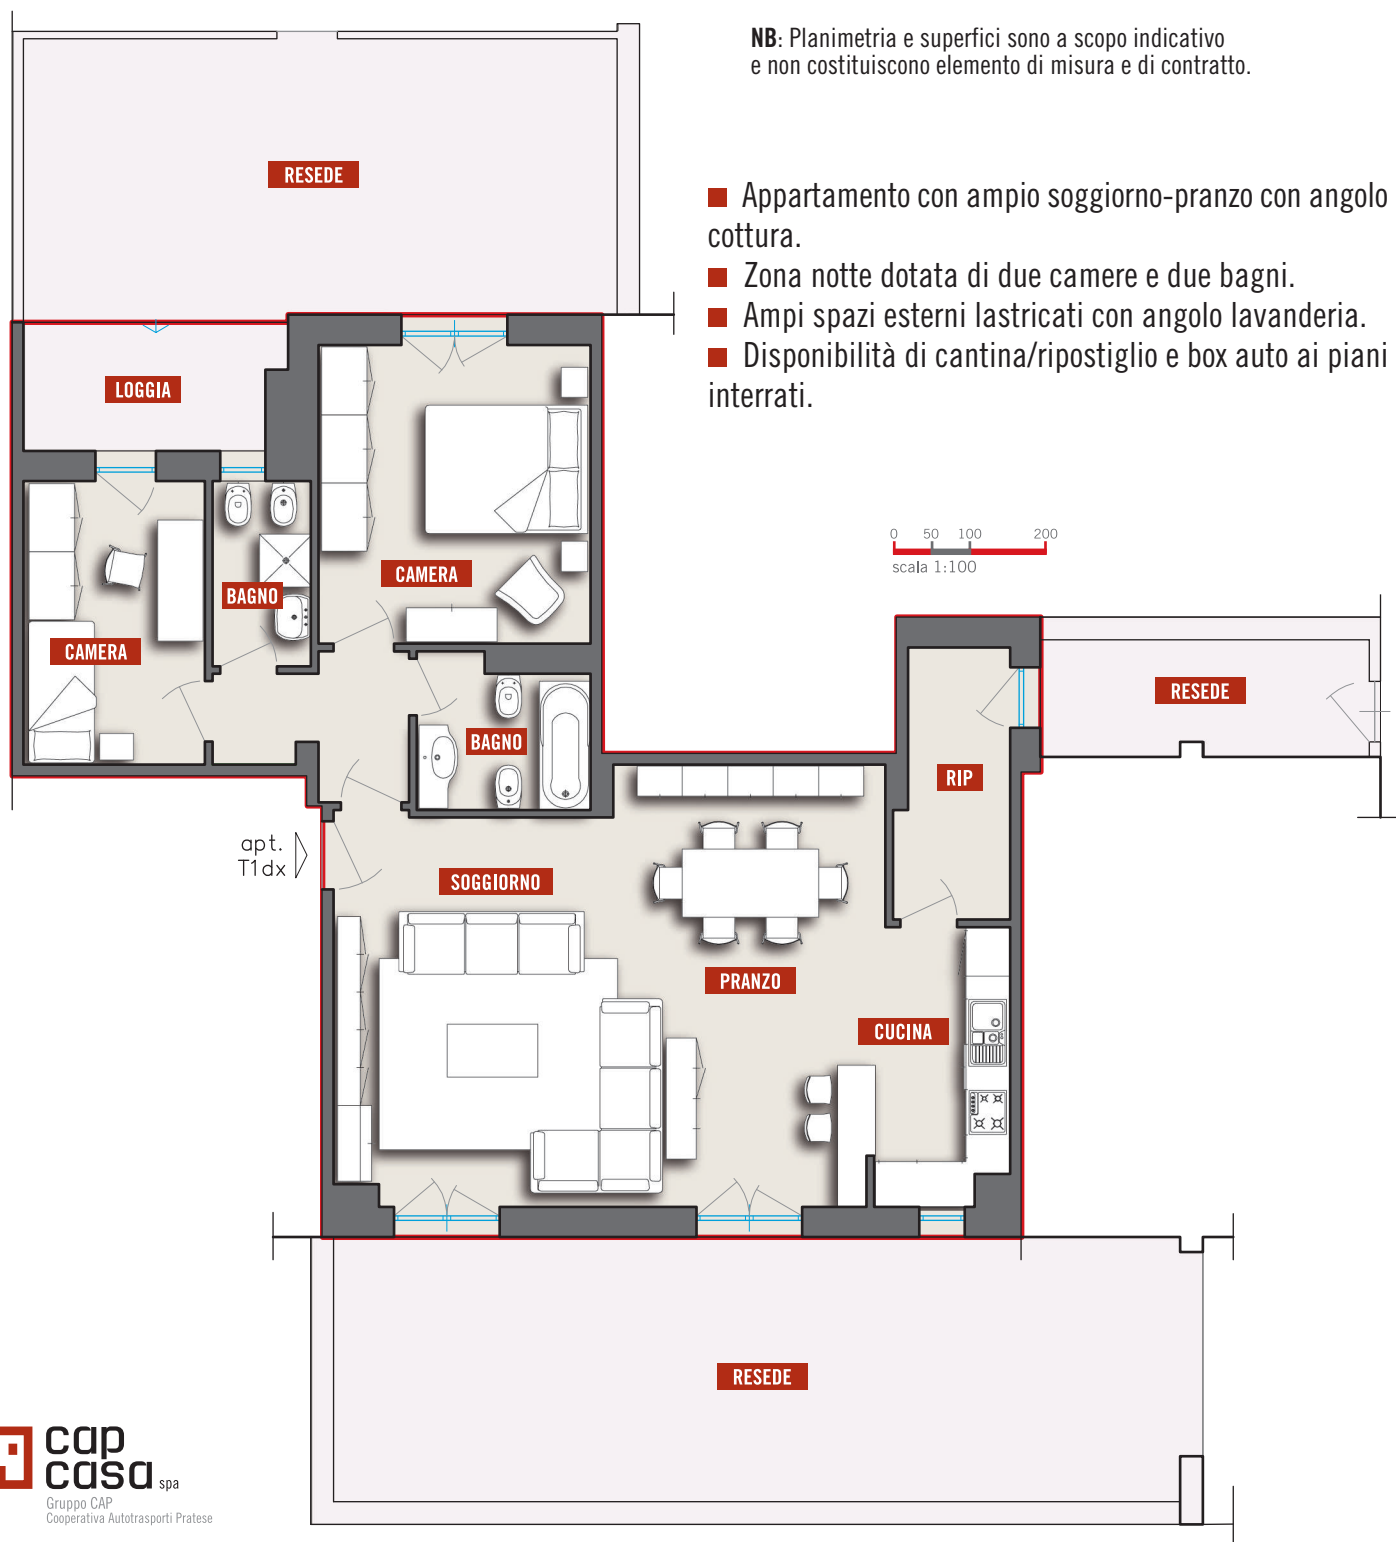 NB: Planimetria e superfici sono a scopo indicativo
e non costituiscono elemento di misura e di contratto.
RESEDE
Appartamento con ampio soggiorno-pranzo con angolo
cottura.
Zona notte dotata di due camere e due bagni.
Ampi spazi esterni lastricati con angolo lavanderia.
Disponibilità di cantina/ripostiglio e box auto ai piani
interrati.
LOGGIA
0 50 100 200
scala 1:100
CAMERA
BAGNO
CAMERA
RESEDE
BAGNO
RIP
apt.
T1dx
SOGGIORNO
PRANZO
CUCINA
RESEDE
cap
casa spa
Gruppo CAP
Cooperativa Autotrasporti Pratese